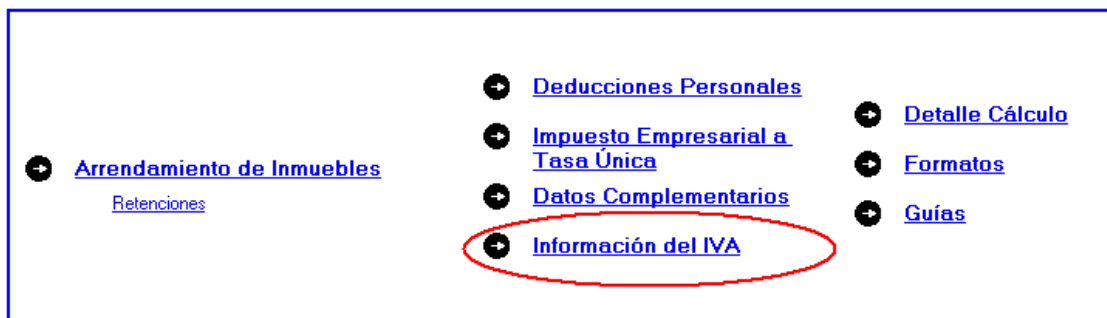 Arrendamiento de Inmuebles
Retenciones
Deducciones Personales
Impuesto Empresarial a
Tasa Única
Datos Complementarios
Información del IVA
Detalle Cálculo
Formatos
Guías